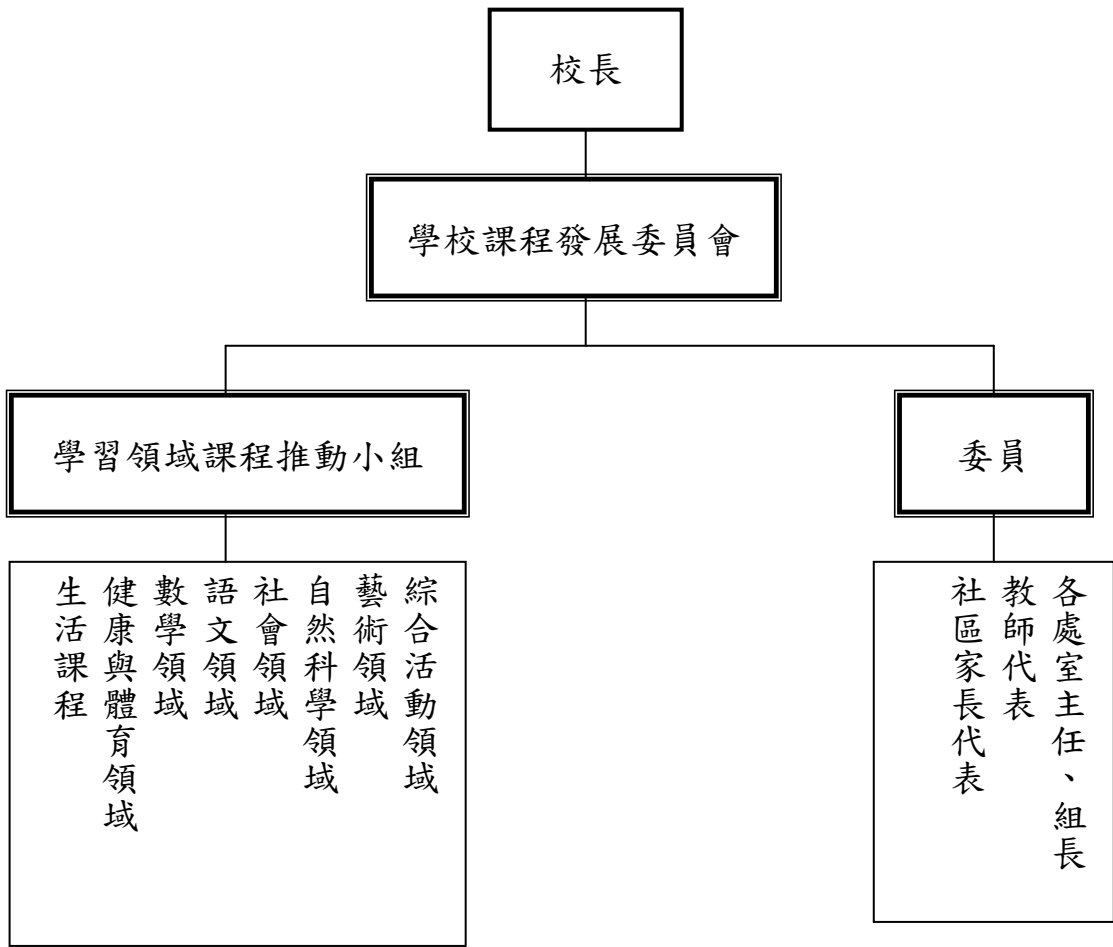 校長
學校課程發展委員會
學習領域課程推動小組
委員
綜合活動領域
藝術領域
自然科學領域
社會領域
語文領域
數學領域
健康與體育領域
生活課程
各處室主任、組長
教師代表
社區家長代表